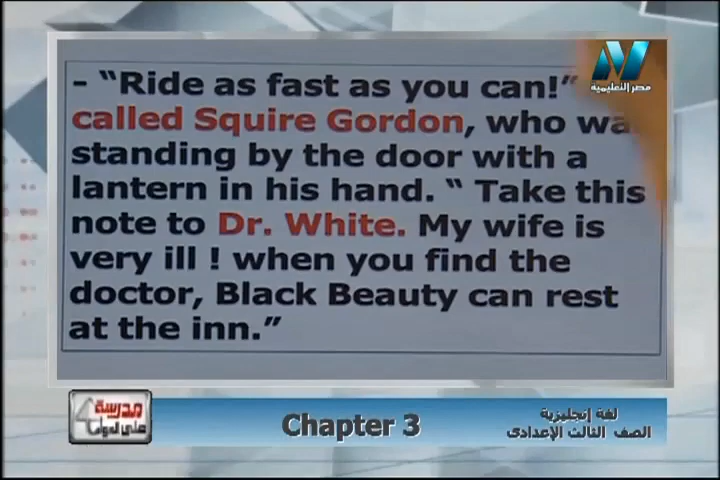 - “Ride as fast as you can!”
called Squire Gordon, who wa
standing by the door with a
lantern in his hand. “ Take this
note to Dr. White. My wife is
very ill ! when you find the
doctor, Black Beauty can rest
at the inn.”
مصر التعليمية
مدرسة
على الهواء
Chapter 3
لغة إنجليزية
الصف الثالث الإعدادى